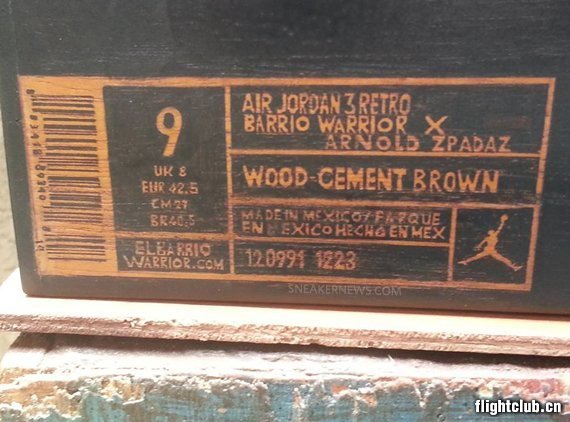 9
UK 8
EUR 42.5
CM 27
BR 40,5
ELBARRIO
WARRIOR.COM
AIR JORDAN 3 RETRO
BARRIO WARRIOR X
ARNOLD ZPADAZ
WOOD-CEMENT BROWN
MADE IN MEXICO/FABRIQUE
EN MEXICO HECHO EN MEX
120991 1223
SNEAKERNEWS.COM
flightclub.cn